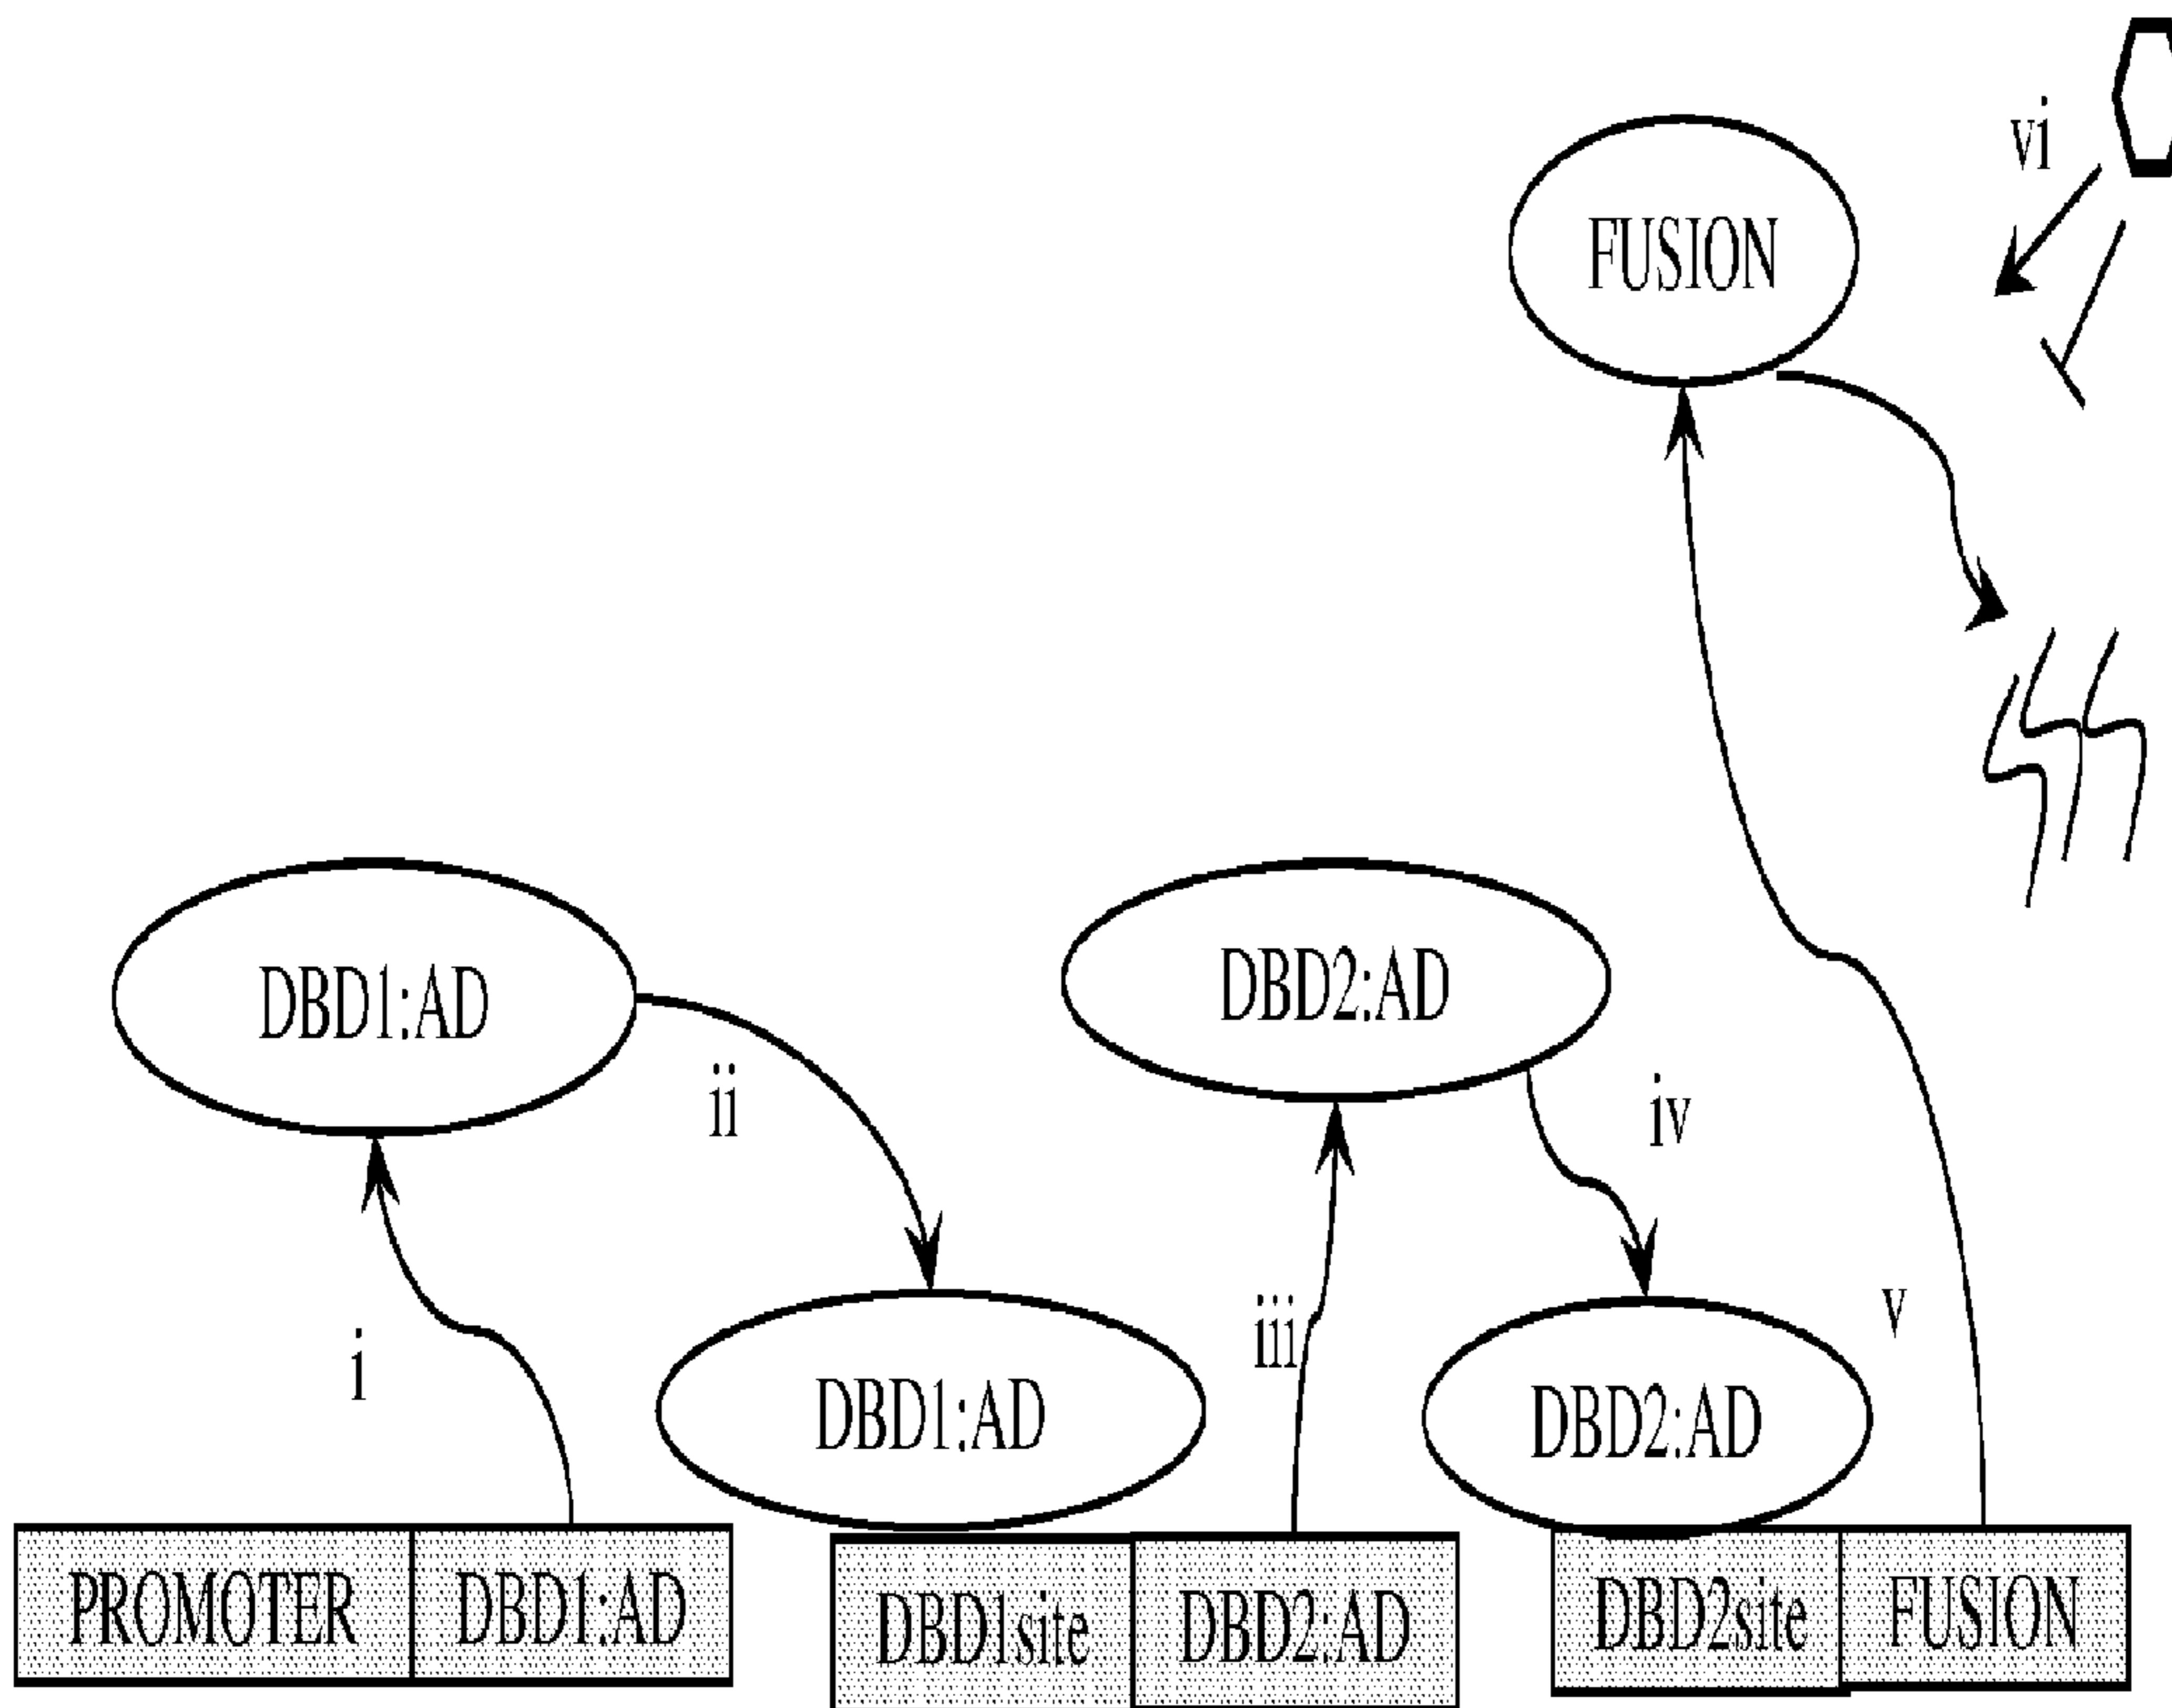 vi
FUSION
DBD1:AD
DBD2:AD
ii
iv
i
iii
v
DBD1:AD
DBD2:AD
PROMOTER
DBD1:AD
DBD1site
DBD2:AD
DBD2site
FUSION